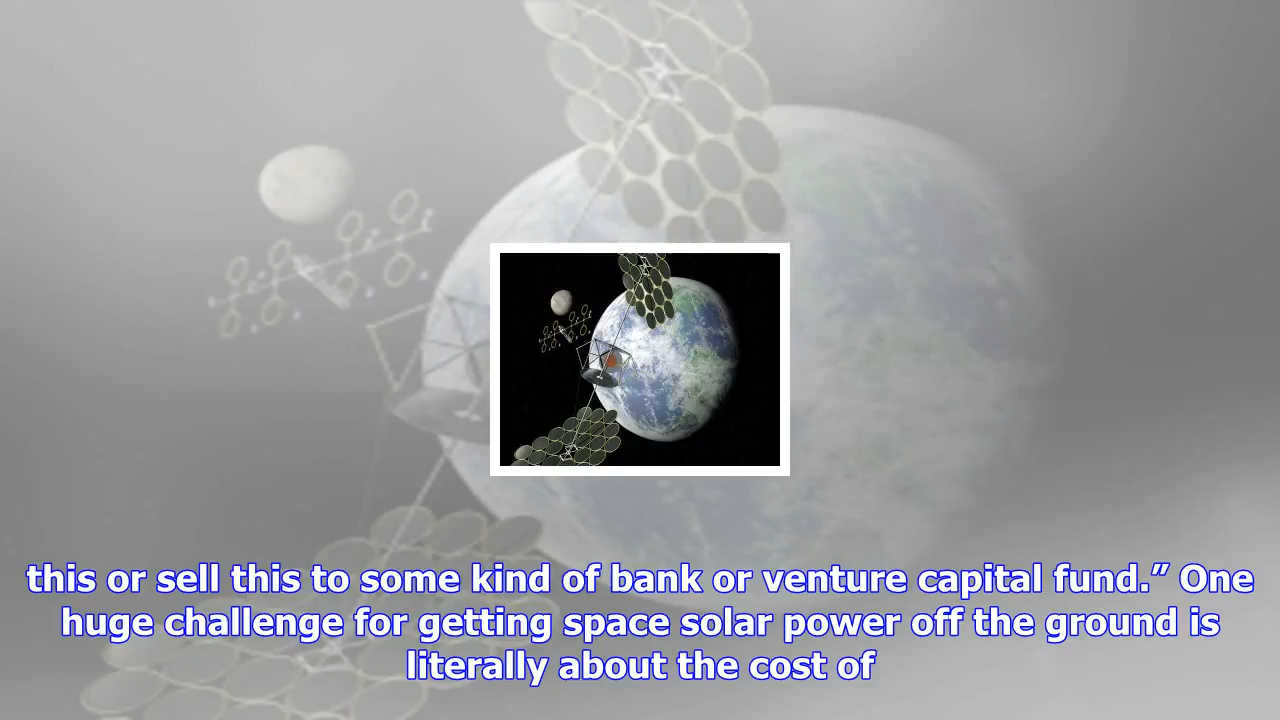 this or sell this to some kind of bank or venture capital fund.” One
huge challenge for getting space solar power off the ground is
literally about the cost of